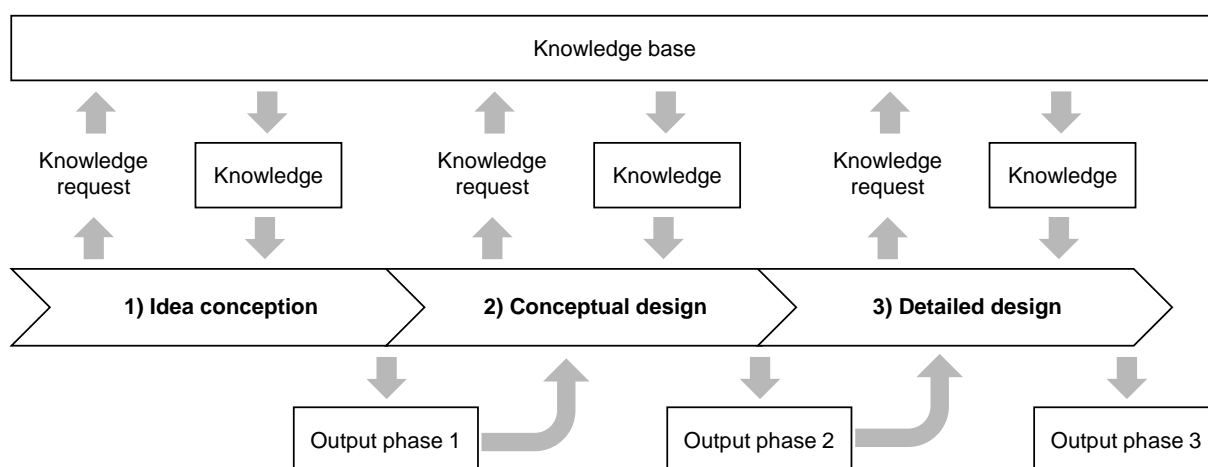 Knowledge base
Knowledge
request
Knowledge
Knowledge
request
Knowledge
Knowledge
request
Knowledge
1) Idea conception
2) Conceptual design
3) Detailed design
Output phase 1
Output phase 2
Output phase 3